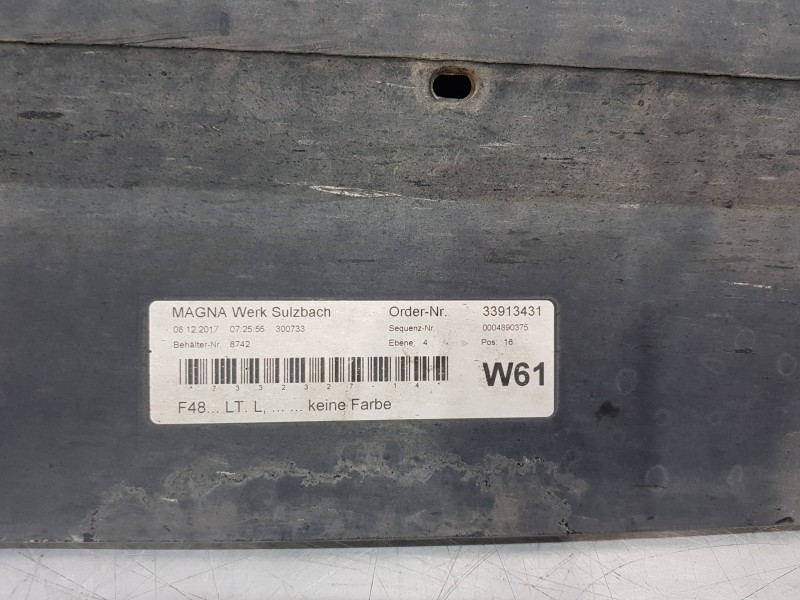 MAGNA Werk Sulzbach Order-Nr. 33913431
08.12.2017 07:25:55 300733 Sequenz-Nr. 0004890375
Behälter-Nr. 8742 Ebene: 4 Pos: 16
W61
F48... LT. L, ... ... keine Farbe